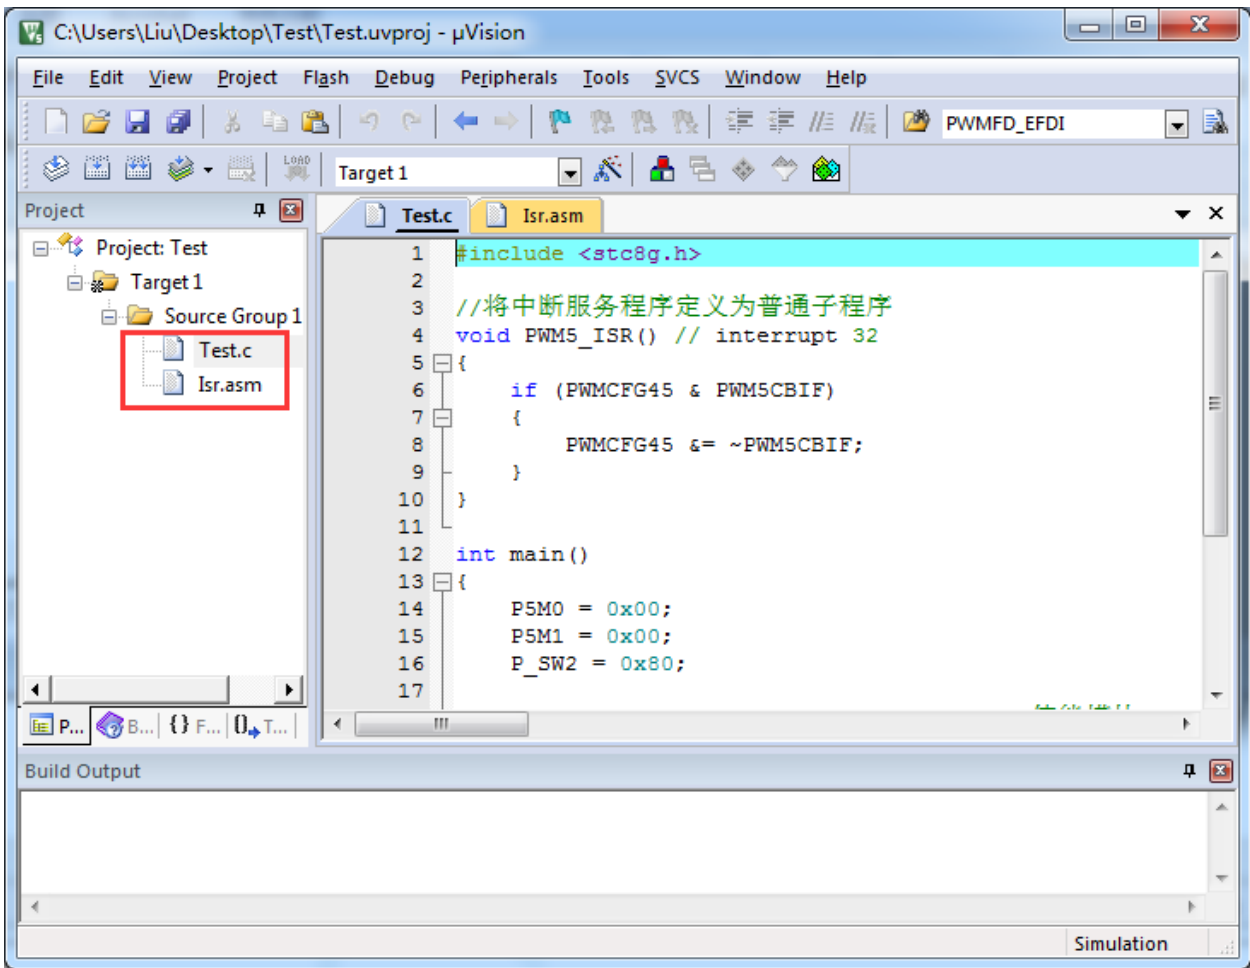 C:\Users\Liu\Desktop\Test\Test.uvproj - µVision
File Edit View Project Flash Debug Peripherals Tools SVCS Window Help
PWMFD_EFDI
LOAD
Target 1
Project
Test.c Isr.asm
Project: Test
Target 1
Source Group 1
Test.c
Isr.asm
1 #include <stc8g.h>
2
3 //将中断服务程序定义为普通子程序
4 void PWM5_ISR() // interrupt 32
5 {
6 if (PWMCFG45 & PWM5CBIF)
7 {
8 PWMCFG45 &= ~PWM5CBIF;
9 }
10 }
11
12 int main()
13 {
14 P5M0 = 0x00;
15 P5M1 = 0x00;
16 P_SW2 = 0x80;
17
P... B... {} F... T...
Build Output
Simulation